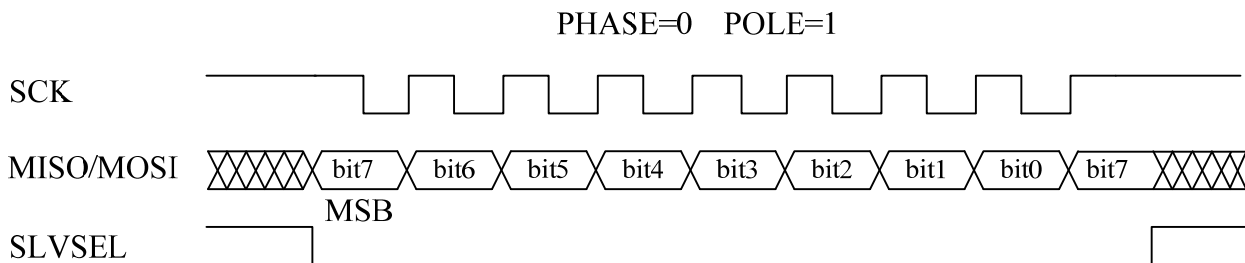 PHASE=0 POLE=1
SCK
MISO/MOSI bit7 bit6 bit5 bit4 bit3 bit2 bit1 bit0 bit7
MSB
SLVSEL